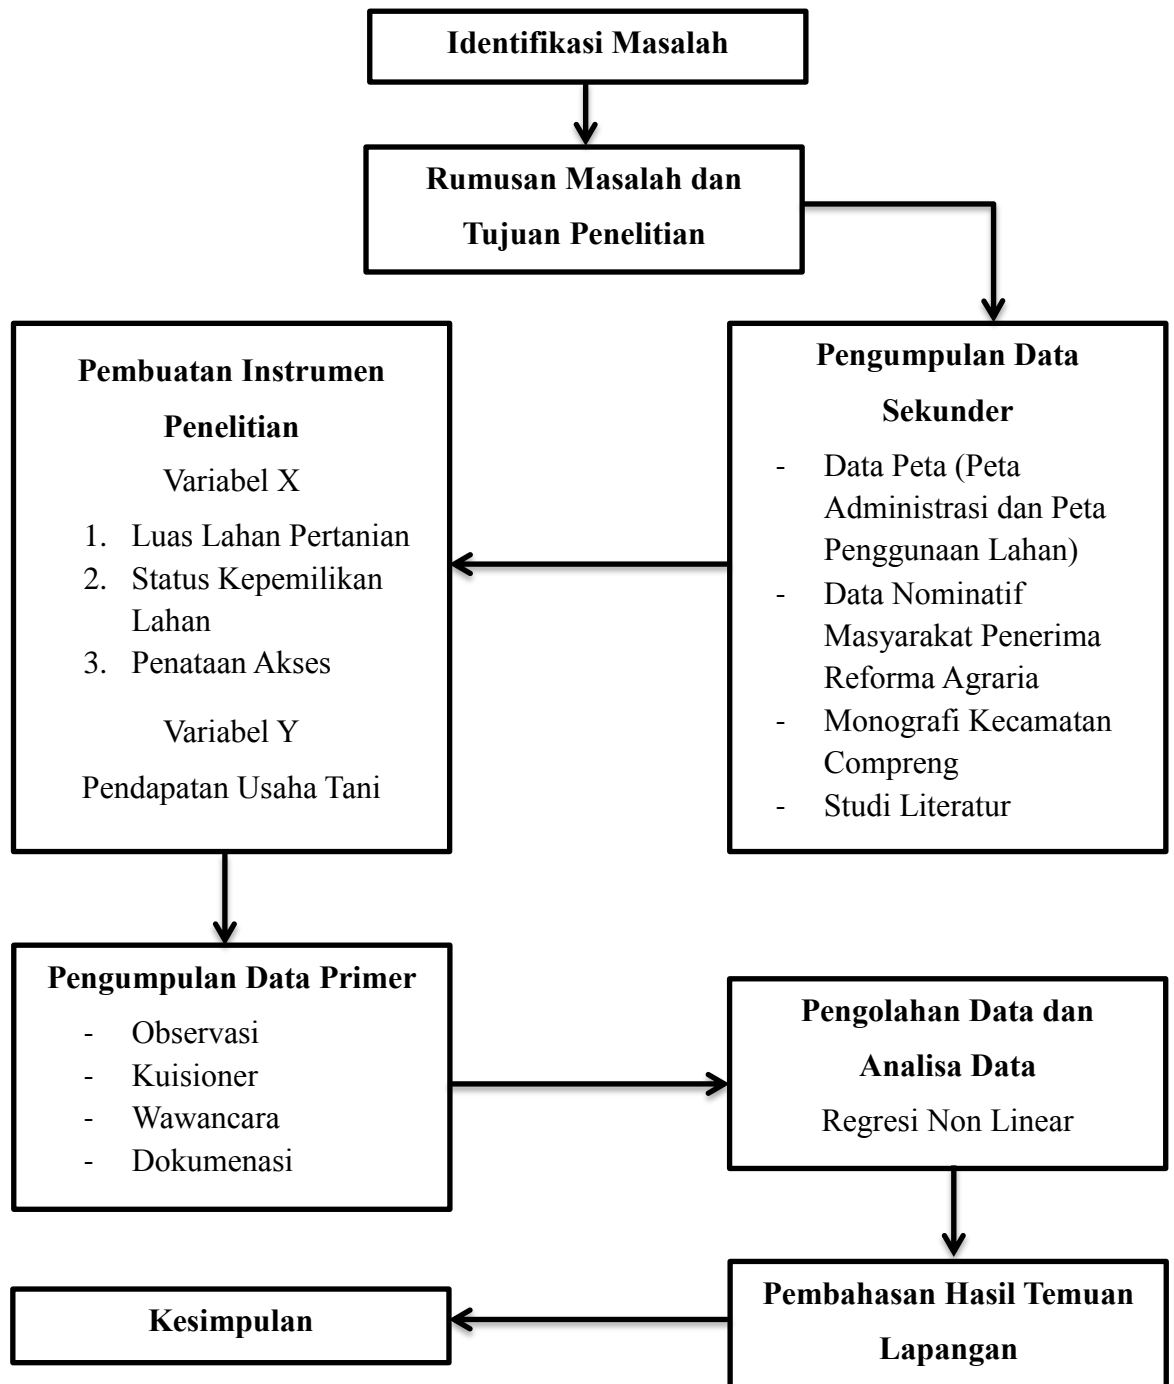 Identifikasi Masalah
Rumusan Masalah dan
Tujuan Penelitian
Pengumpulan Data
Sekunder
- Data Peta (Peta
Administrasi dan Peta
Penggunaan Lahan)
- Data Nominatif
Masyarakat Penerima
Reforma Agraria
- Monografi Kecamatan
Compreng
- Studi Literatur
Pembuatan Instrumen
Penelitian
Variabel X
1. Luas Lahan Pertanian
2. Status Kepemilikan
Lahan
3. Penataan Akses
Variabel Y
Pendapatan Usaha Tani
Pengumpulan Data Primer
- Observasi
- Kuisioner
- Wawancara
- Dokumenasi
Pengolahan Data dan
Analisa Data
Regresi Non Linear
Pembahasan Hasil Temuan
Lapangan
Kesimpulan